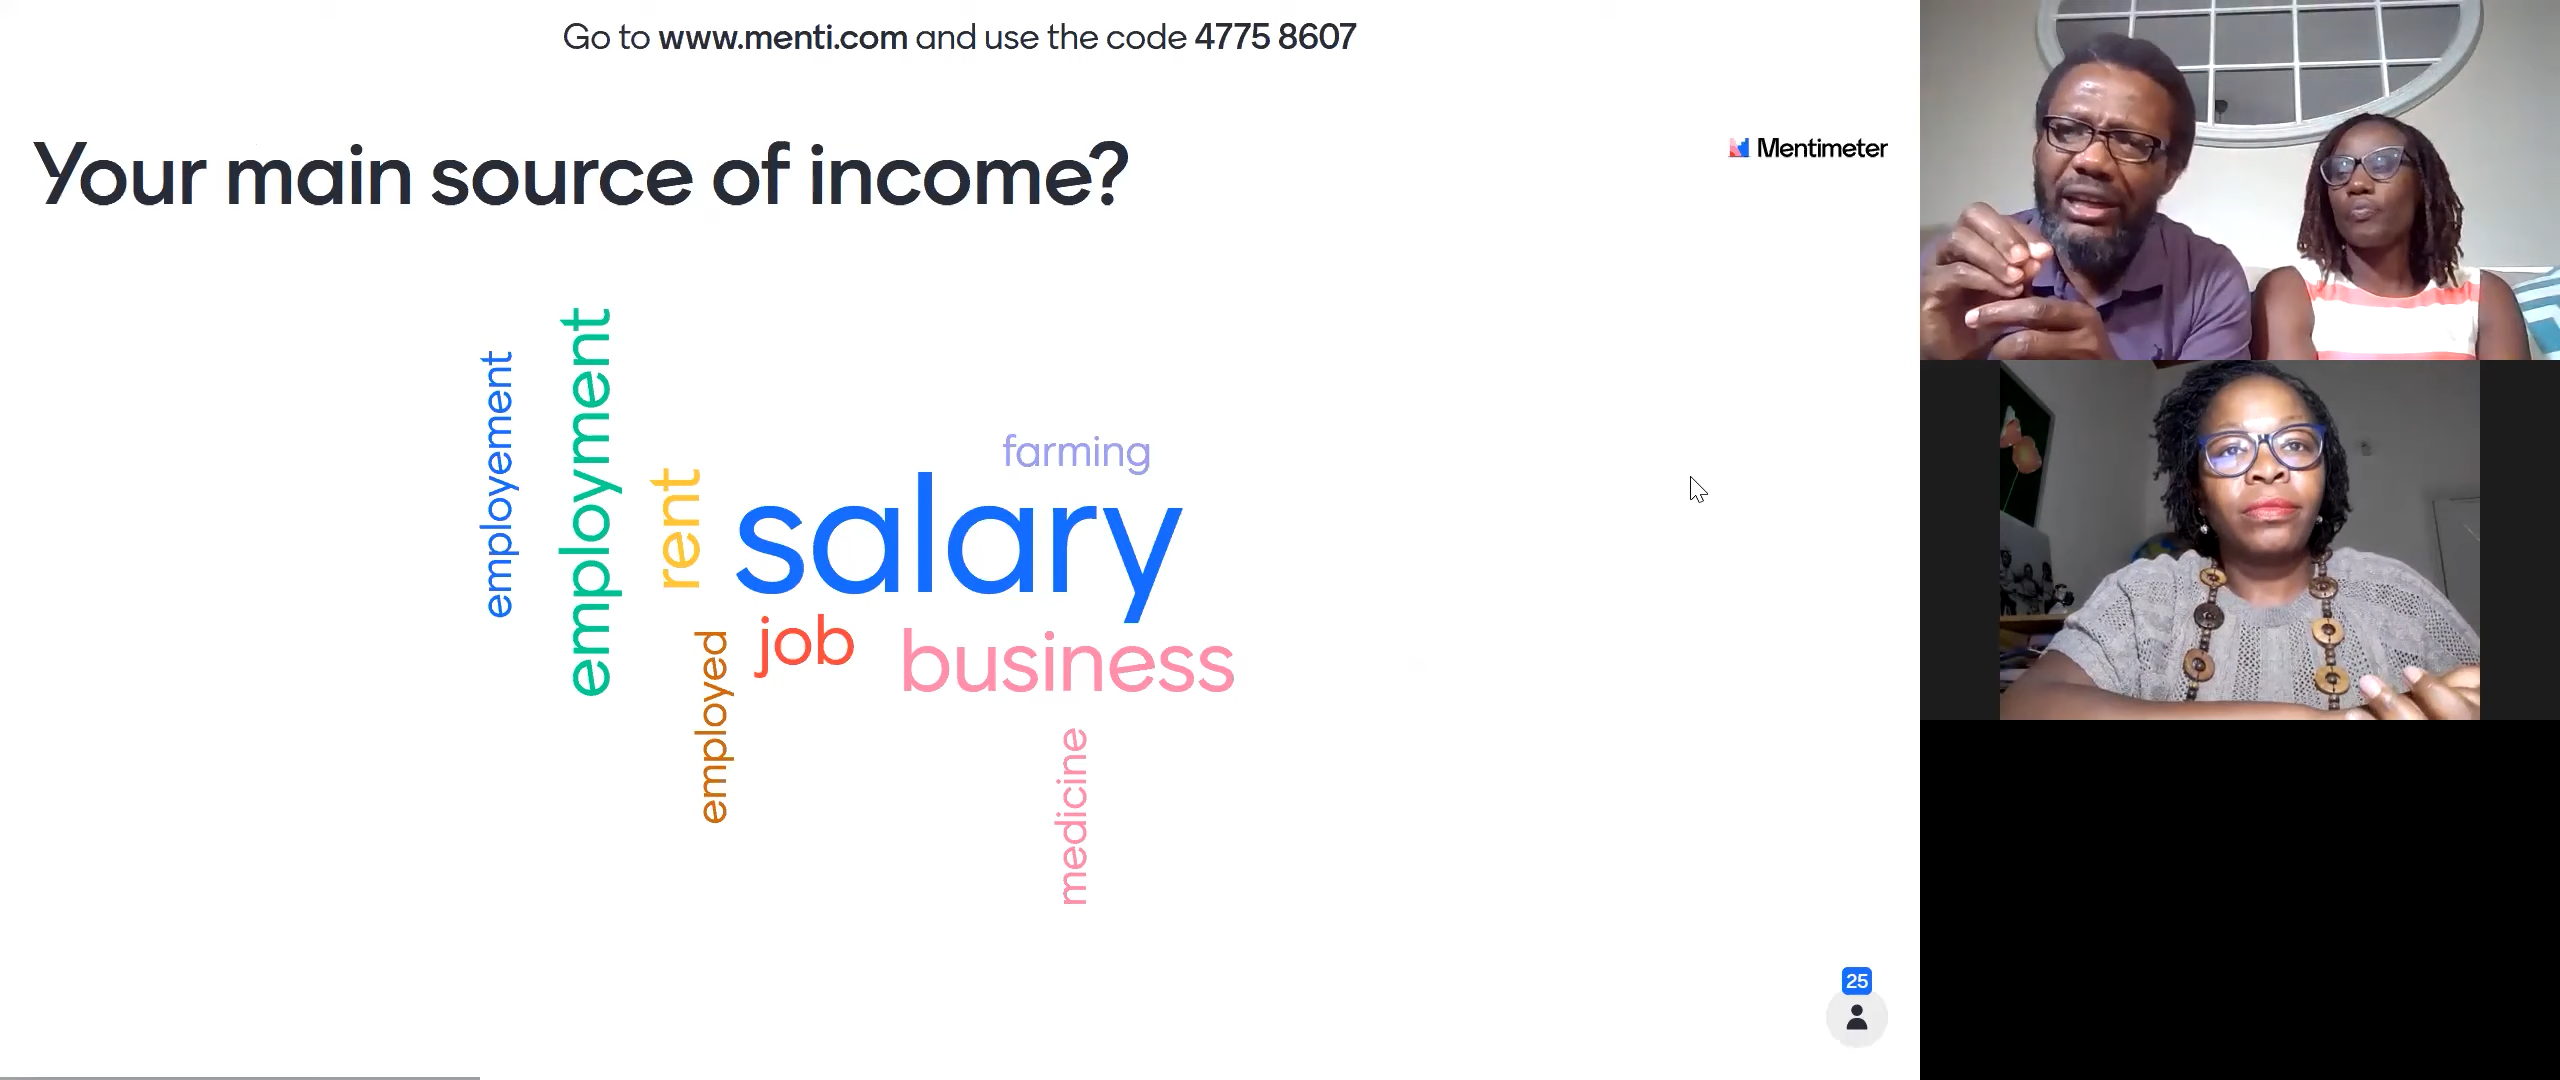 Go to www.menti.com and use the code 4775 8607
Your main source of income?
Mentimeter
employement
employment
rent
farming
salary
employed
job
business
medicine
25